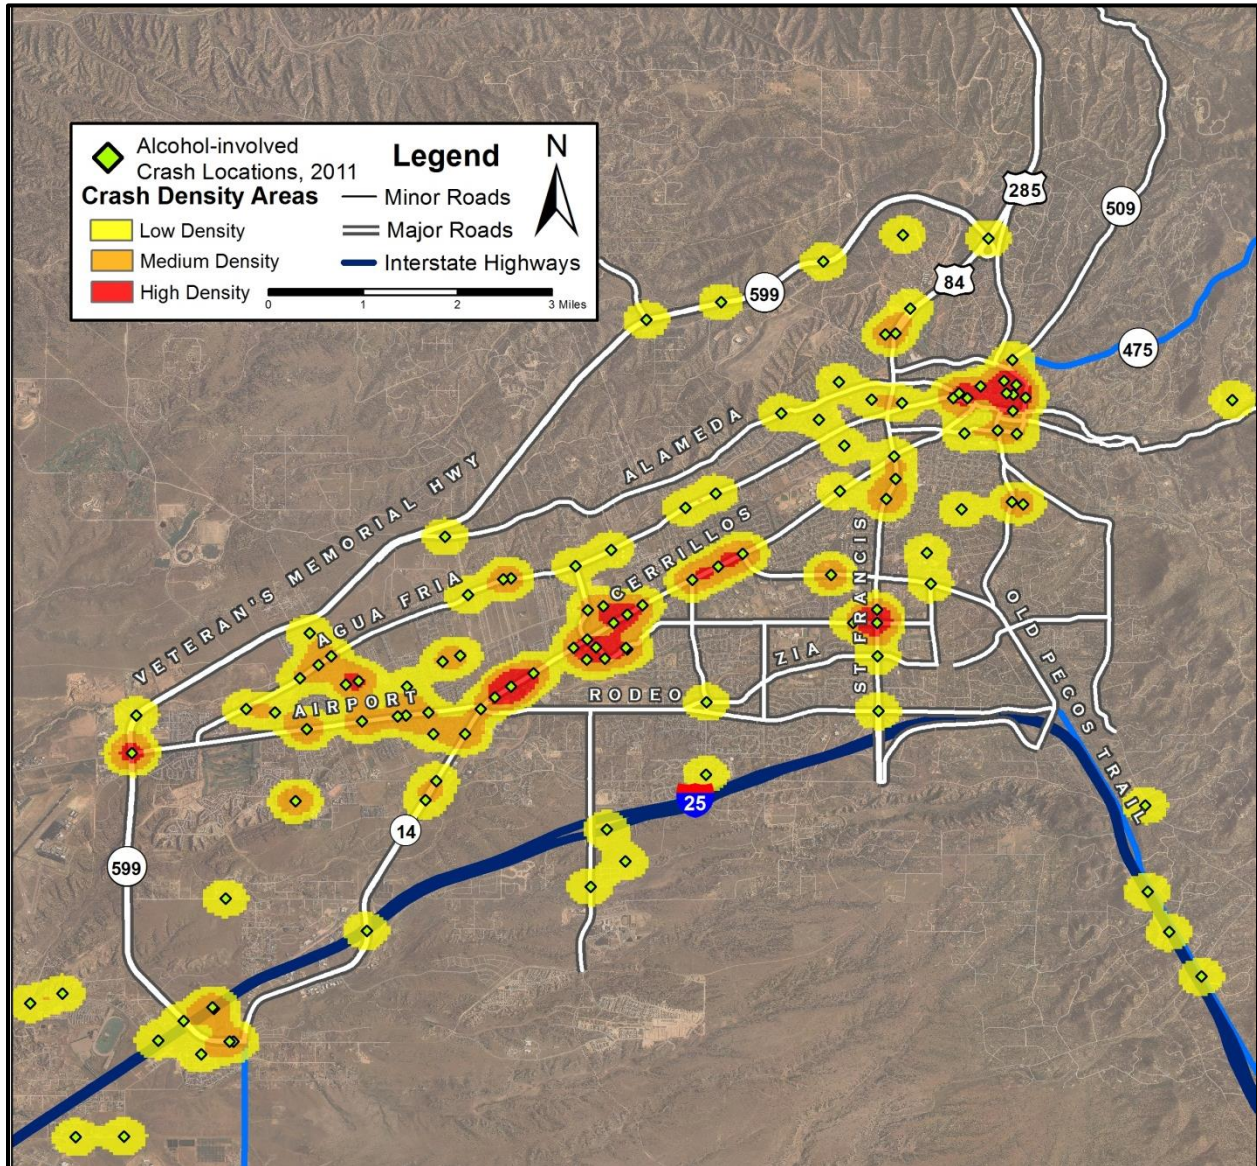 Alcohol-involved
Crash Locations, 2011
Legend
N
Crash Density Areas
Low Density
Medium Density
High Density
Minor Roads
Major Roads
Interstate Highways
0 1 2 3 Miles
285
509
84
599
475
VETERAN'S MEMORIAL HWY
ALAMEDA
AGUA FRIA
CERRILLOS
ST FRANCIS
OLD PECOS TRAIL
ZIA
RODEO
AIRPORT
25
14
599